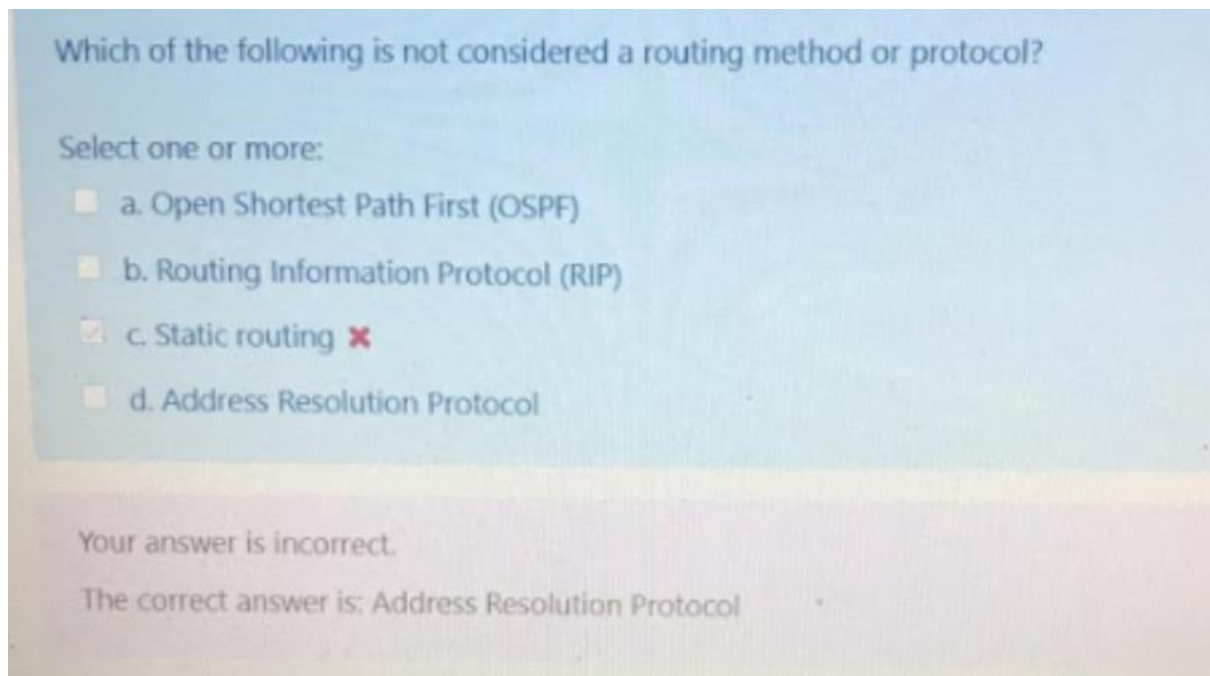 Which of the following is not considered a routing method or protocol?
Select one or more:
a. Open Shortest Path First (OSPF)
b. Routing Information Protocol (RIP)
c. Static routing ✖
d. Address Resolution Protocol
Your answer is incorrect.
The correct answer is: Address Resolution Protocol